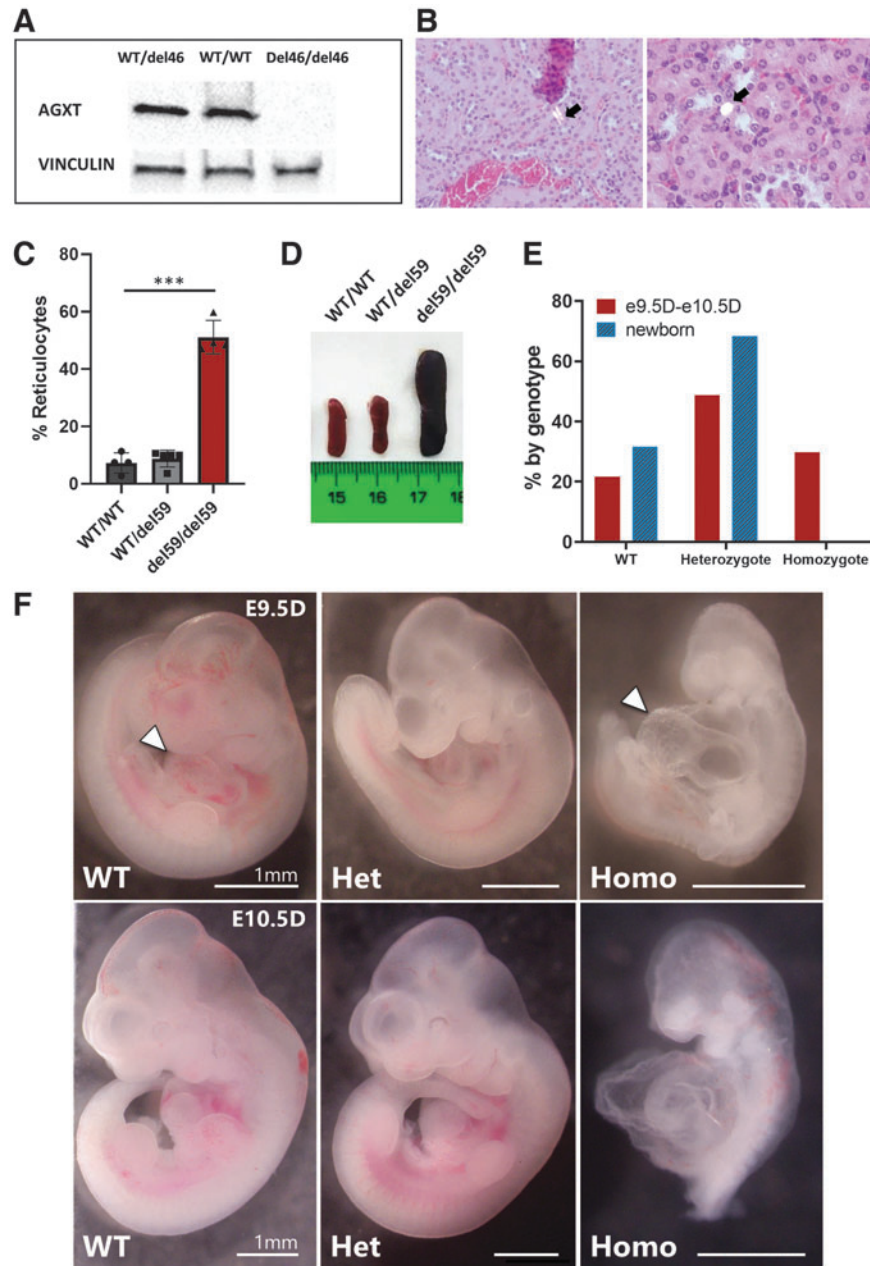 A
WT/del46 WT/WT Del46/del46
AGXT
VINCULIN
B
C
% Reticulocytes
80
60
40
20
0
***
WT/WT
WT/del59
del59/del59
D
WT/WT
WT/del59
del59/del59
15 16 17 18
E
% by genotype
80
60
40
20
0
e9.5D-e10.5D
newborn
WT Heterozygote Homozygote
F
E9.5D
WT 1mm
Het
Homo
E10.5D
WT 1mm
Het
Homo